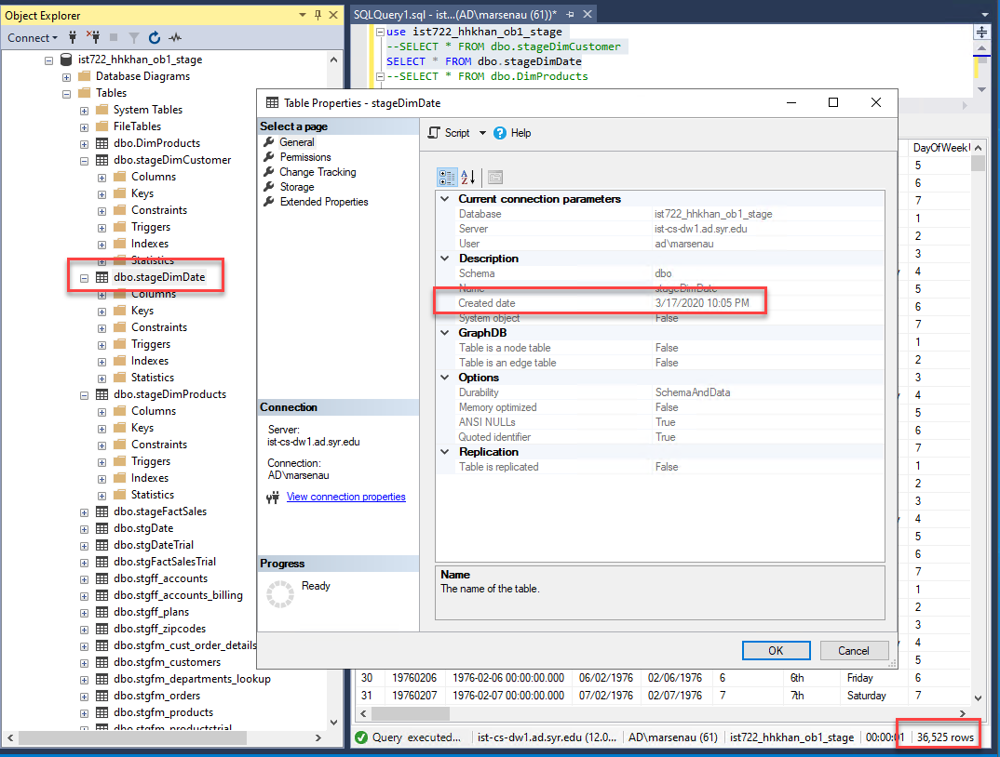 Object Explorer
Connect
ist722_hhkhan_ob1_stage
Database Diagrams
Tables
System Tables
FileTables
dbo.DimProducts
dbo.stageDimCustomer
Columns
Keys
Constraints
Triggers
Indexes
Statistics
dbo.stageDimDate
Columns
Keys
Constraints
Triggers
Indexes
Statistics
dbo.stageDimProducts
Columns
Keys
Constraints
Triggers
Indexes
Statistics
dbo.stageFactSales
dbo.stgDate
dbo.stgDateTrial
dbo.stgFactSalesTrial
dbo.stgff_accounts
dbo.stgff_accounts_billing
dbo.stgff_plans
dbo.stgff_zipcodes
dbo.stgfm_cust_order_details
dbo.stgfm_customers
dbo.stgfm_departments_lookup
dbo.stgfm_orders
dbo.stgfm_products
dbo.stgfm_productstrial
SQLQuery1.sql - ist...(AD\marsenau (61))*
use ist722_hhkhan_ob1_stage
--SELECT * FROM dbo.stageDimCustomer
SELECT * FROM dbo.stageDimDate
--SELECT * FROM dbo.DimProducts
Table Properties - stageDimDate
Select a page
General
Permissions
Change Tracking
Storage
Extended Properties
Connection
Server:
ist-cs-dw1.ad.syr.edu
Connection:
AD\marsenau
View connection properties
Progress
Ready
Script Help
Current connection parameters
Database ist722_hhkhan_ob1_stage
Server ist-cs-dw1.ad.syr.edu
User ad\marsenau
Description
Schema dbo
Name stageDimDate
Created date 3/17/2020 10:05 PM
System object False
GraphDB
Table is a node table False
Table is an edge table False
Options
Durability SchemaAndData
Memory optimized False
ANSI NULLs True
Quoted identifier True
Replication
Table is replicated False
Name
The name of the table.
OK Cancel
DayOfWeek
5
6
7
1
2
3
4
5
6
7
1
2
3
4
5
6
7
1
2
3
4
5
6
7
1
2
3
4
5
30 19760206 1976-02-06 00:00:00.000 06/02/1976 02/06/1976 6 6th Friday 6
31 19760207 1976-02-07 00:00:00.000 07/02/1976 02/07/1976 7 7th Saturday 7
Query executed... ist-cs-dw1.ad.syr.edu (12.0... AD\marsenau (61) ist722_hhkhan_ob1_stage 00:00:01 36,525 rows